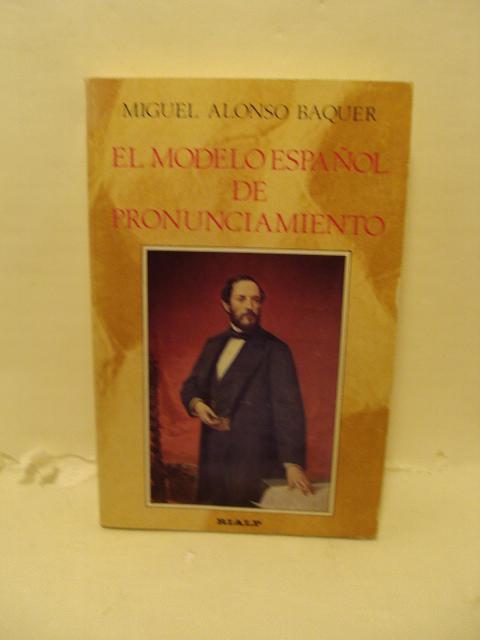 MIGUEL ALONSO BAQUER
EL MODELO ESPAÑOL
DE
PRONUNCIAMIENTO
RIALP